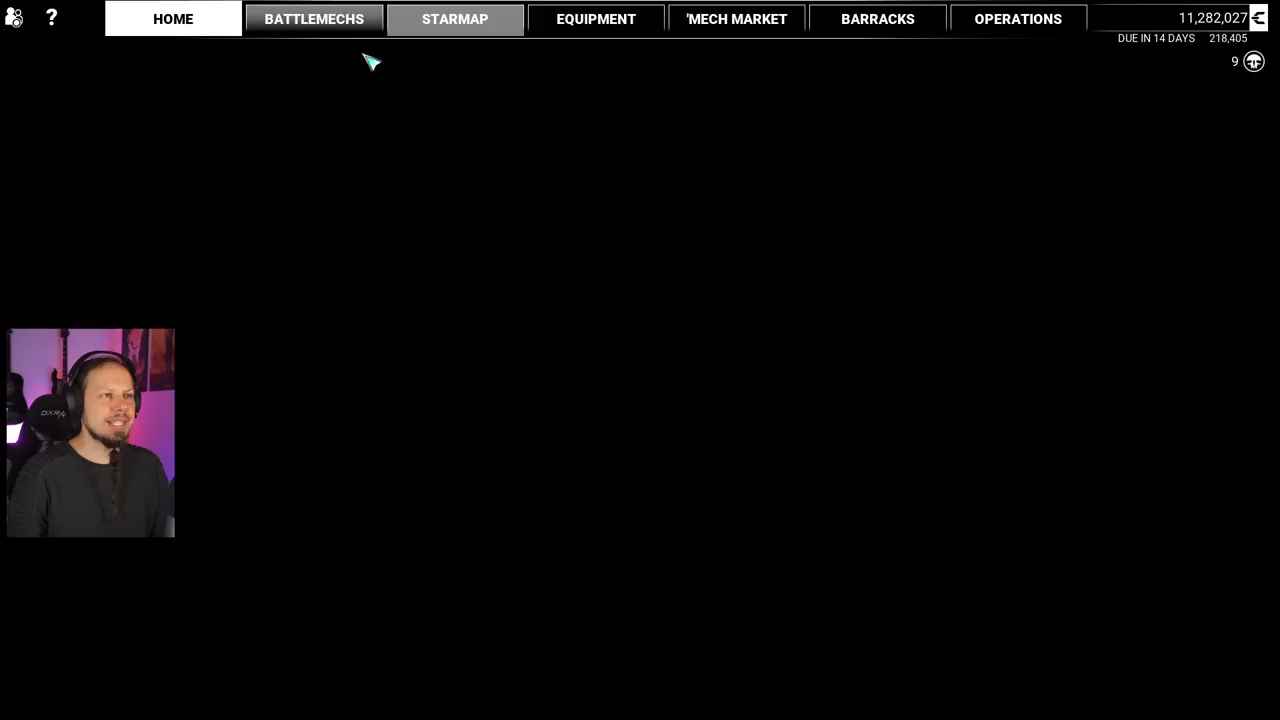 ?
HOME
BATTLEMECHS
STARMAP
EQUIPMENT
'MECH MARKET
BARRACKS
OPERATIONS
11,282,027
DUE IN 14 DAYS 218,405
9